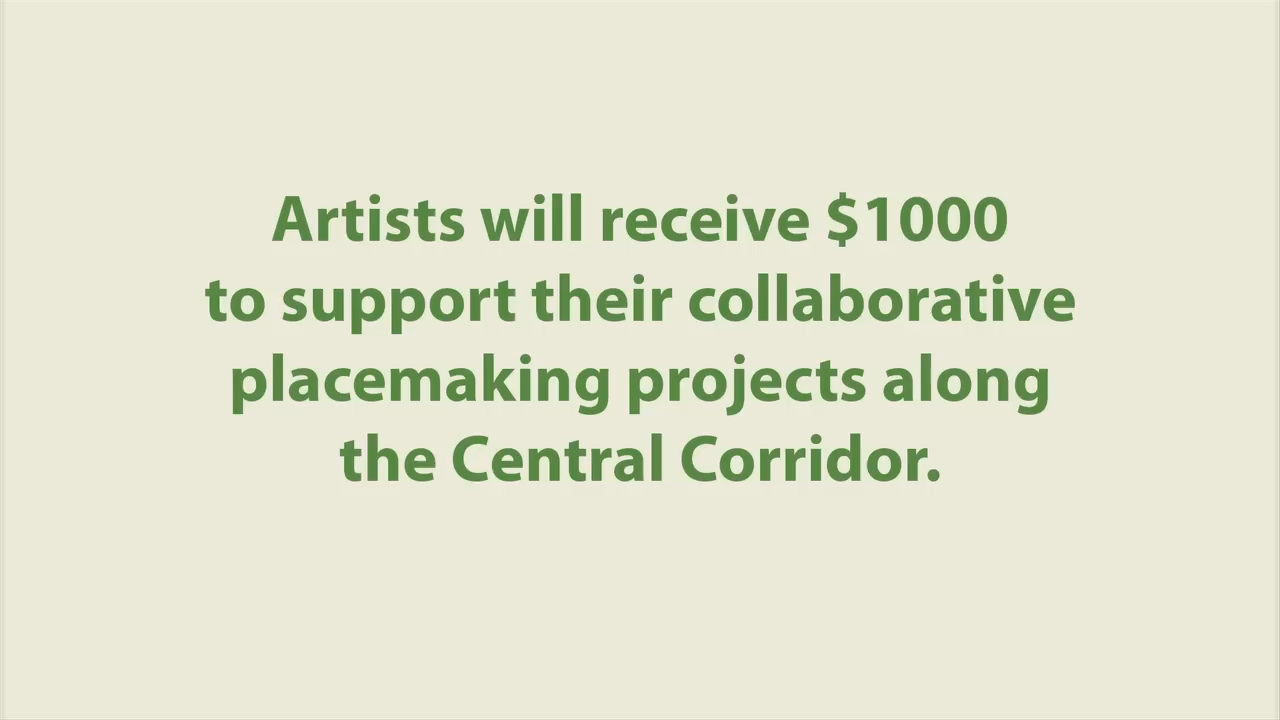 Artists will receive $1000
to support their collaborative
placemaking projects along
the Central Corridor.